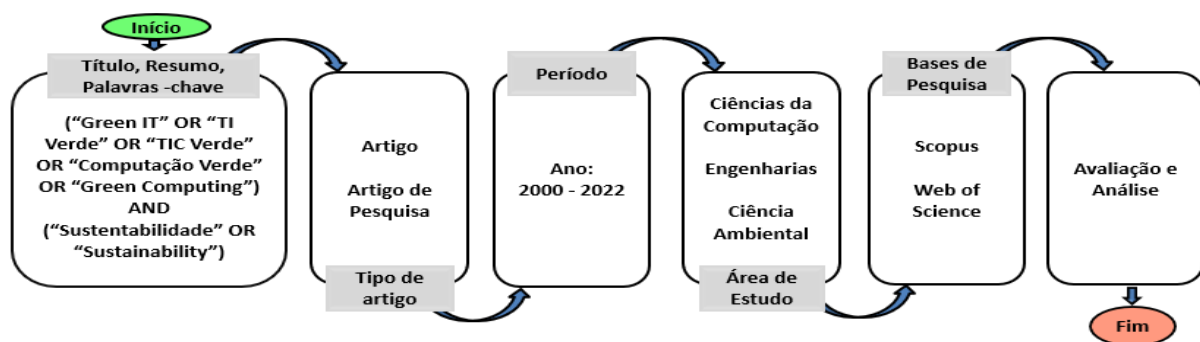 Início
Título, Resumo,
Palavras -chave
(“Green IT” OR “TI
Verde” OR “TIC Verde”
OR “Computação Verde”
OR “Green Computing”)
AND
(“Sustentabilidade” OR
“Sustainability”)
Artigo
Artigo de
Pesquisa
Tipo de
artigo
Período
Ano:
2000 - 2022
Ciências da
Computação
Engenharias
Ciência
Ambiental
Área de
Estudo
Bases de
Pesquisa
Scopus
Web of
Science
Avaliação e
Análise
Fim